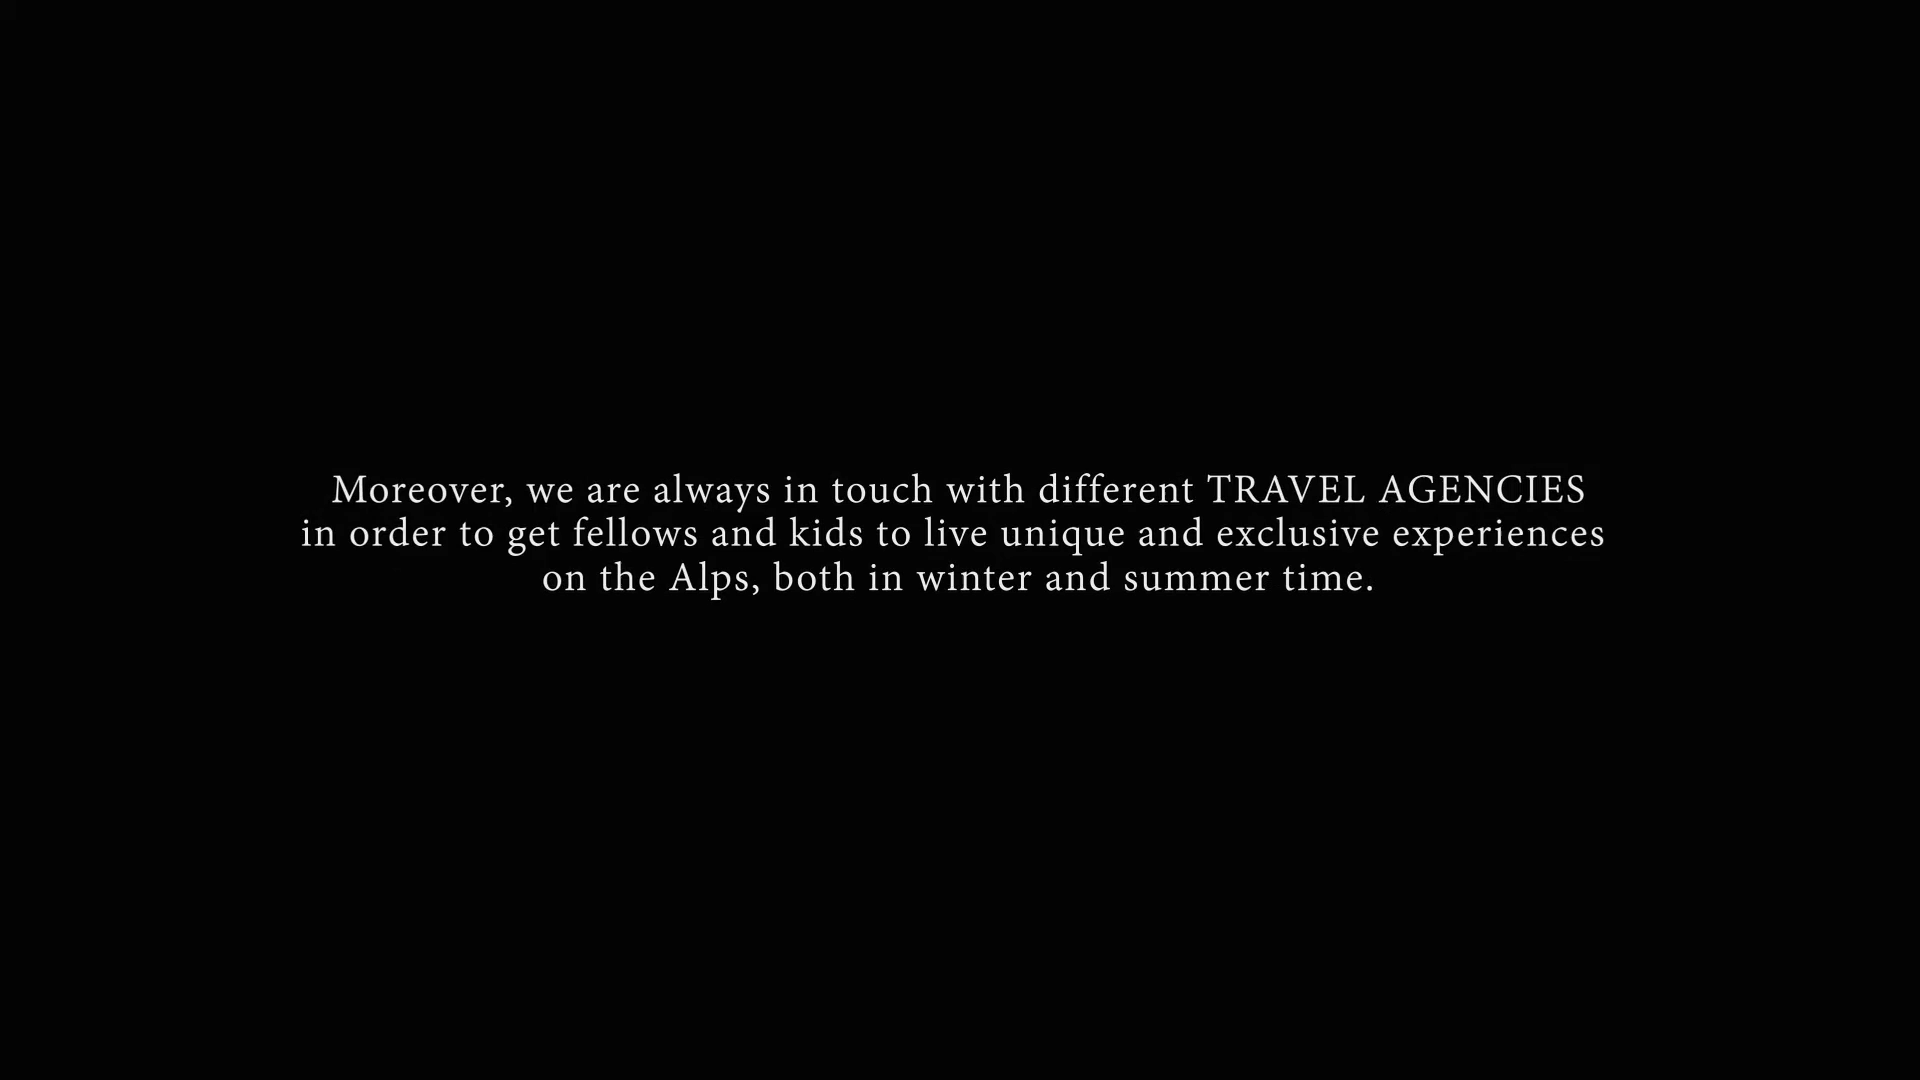 Moreover, we are always in touch with different TRAVEL AGENCIES
in order to get fellows and kids to live unique and exclusive experiences
on the Alps, both in winter and summer time.